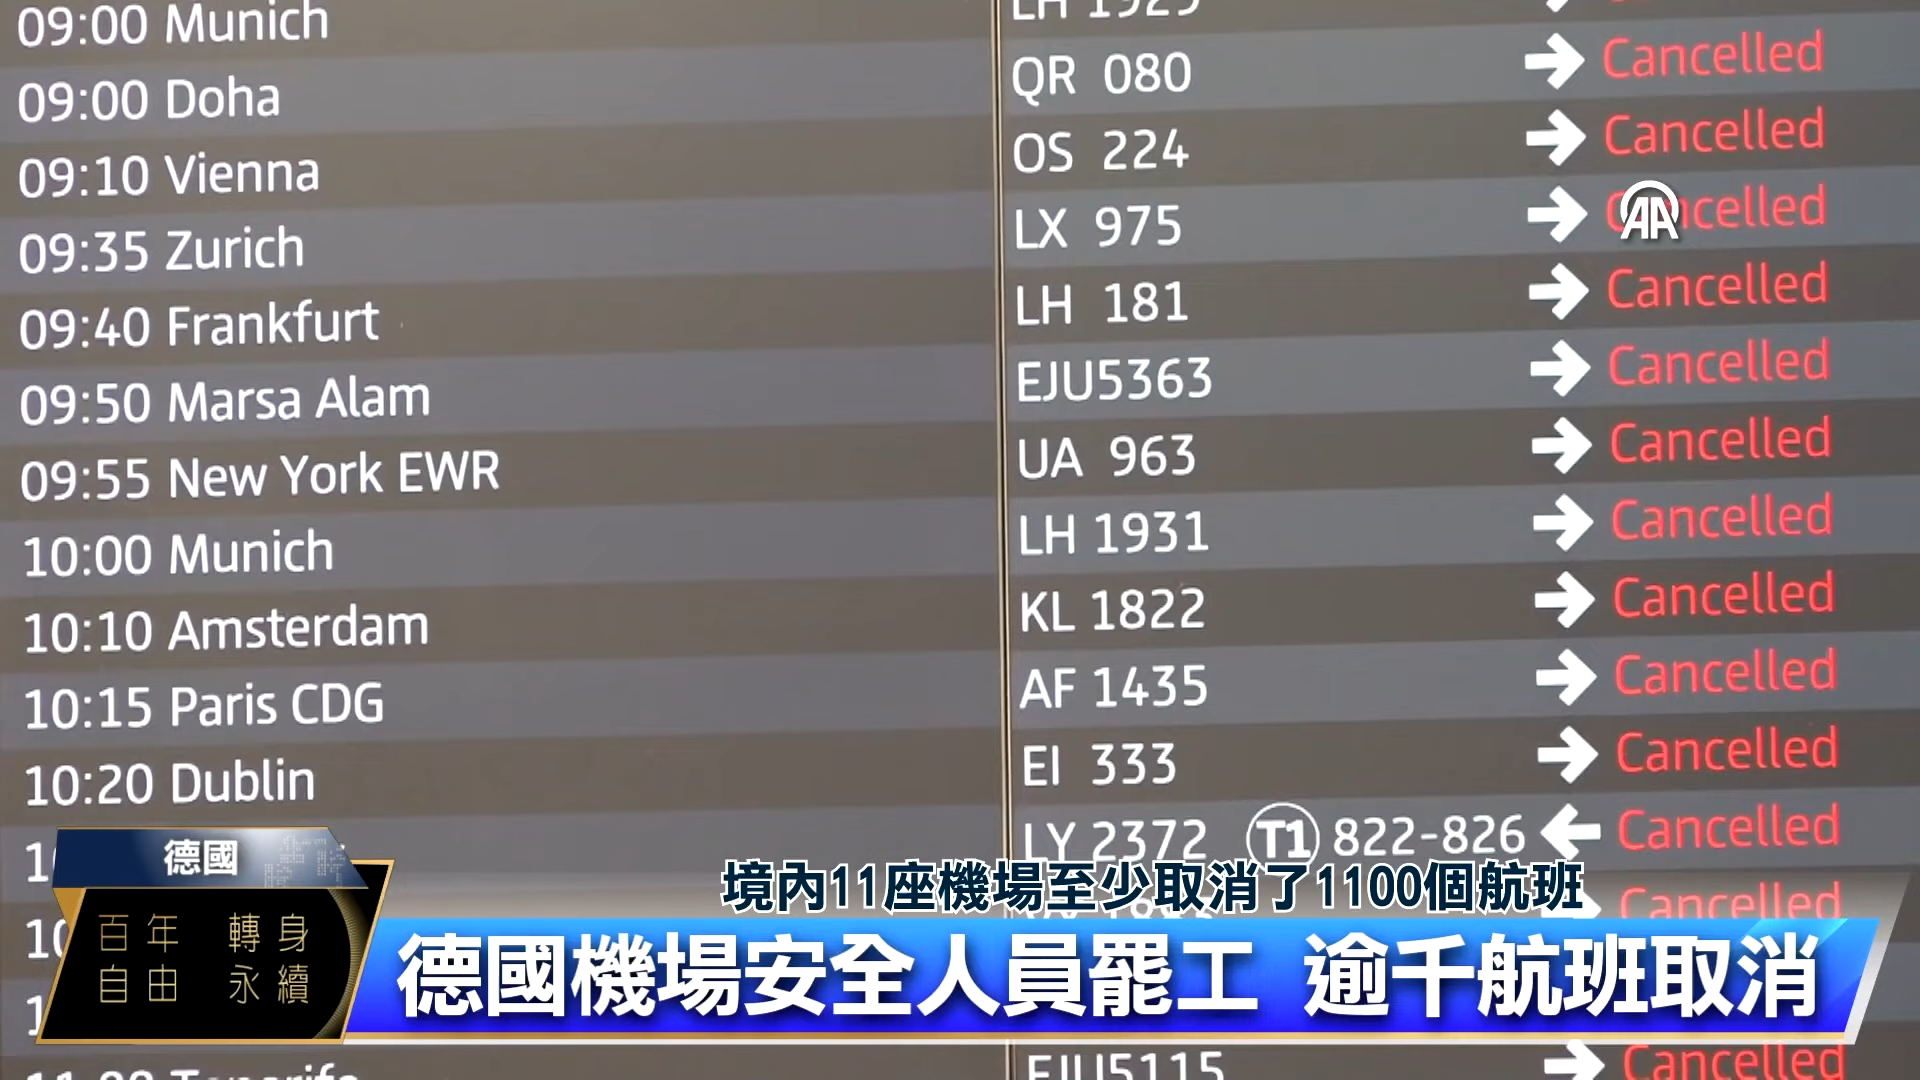 09:00 Munich LH 1925
09:00 Doha QR 080 Cancelled
09:10 Vienna OS 224 Cancelled
09:35 Zurich LX 975 Cancelled
09:40 Frankfurt LH 181 Cancelled
09:50 Marsa Alam EJU5363 Cancelled
09:55 New York EWR UA 963 Cancelled
10:00 Munich LH 1931 Cancelled
10:10 Amsterdam KL 1822 Cancelled
10:15 Paris CDG AF 1435 Cancelled
10:20 Dublin EI 333 Cancelled
LY 2372 T1 822-826 Cancelled
Cancelled
Tenerife EJU5115 Cancelled
AA
境內11座機場至少取消了1100個航班
德國
百年 轉身
自由 永續
德國機場安全人員罷工 逾千航班取消